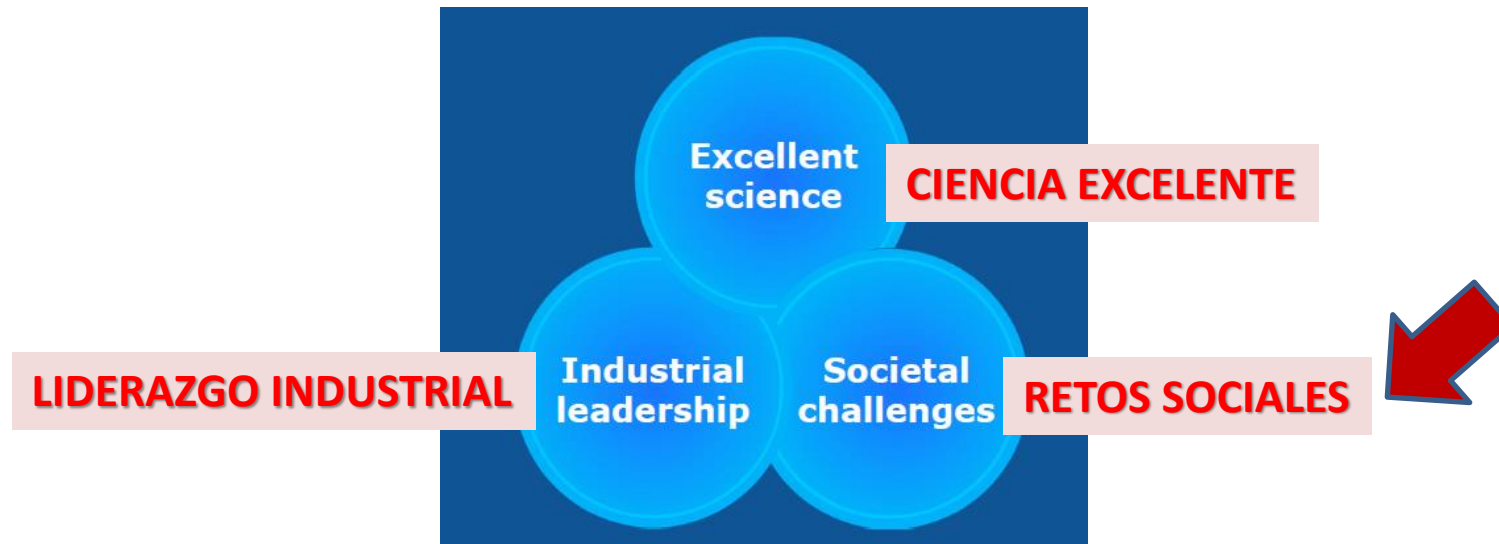 Excellent
science
CIENCIA EXCELENTE
LIDERAZGO INDUSTRIAL
Industrial
leadership
Societal
challenges
RETOS SOCIALES